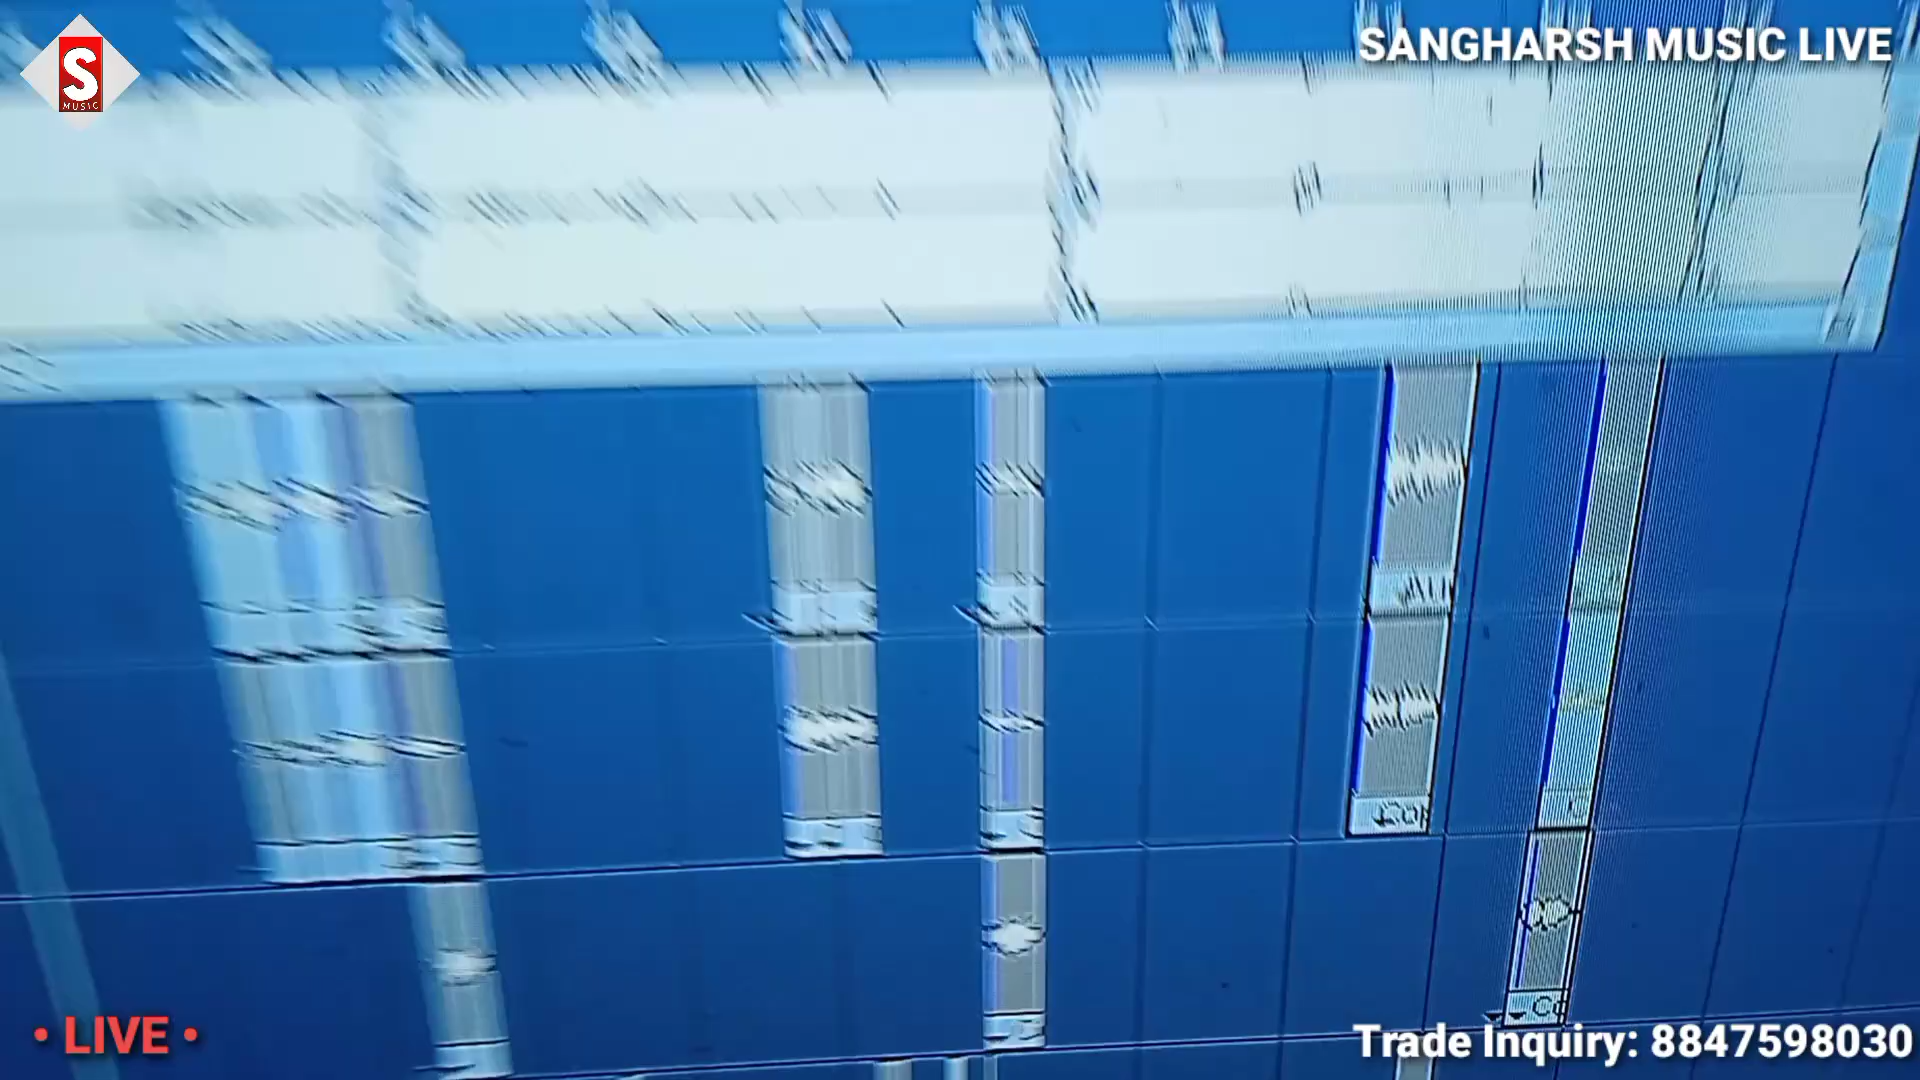 S
MUSIC
SANGHARSH MUSIC LIVE
• LIVE •
Trade Inquiry: 8847598030